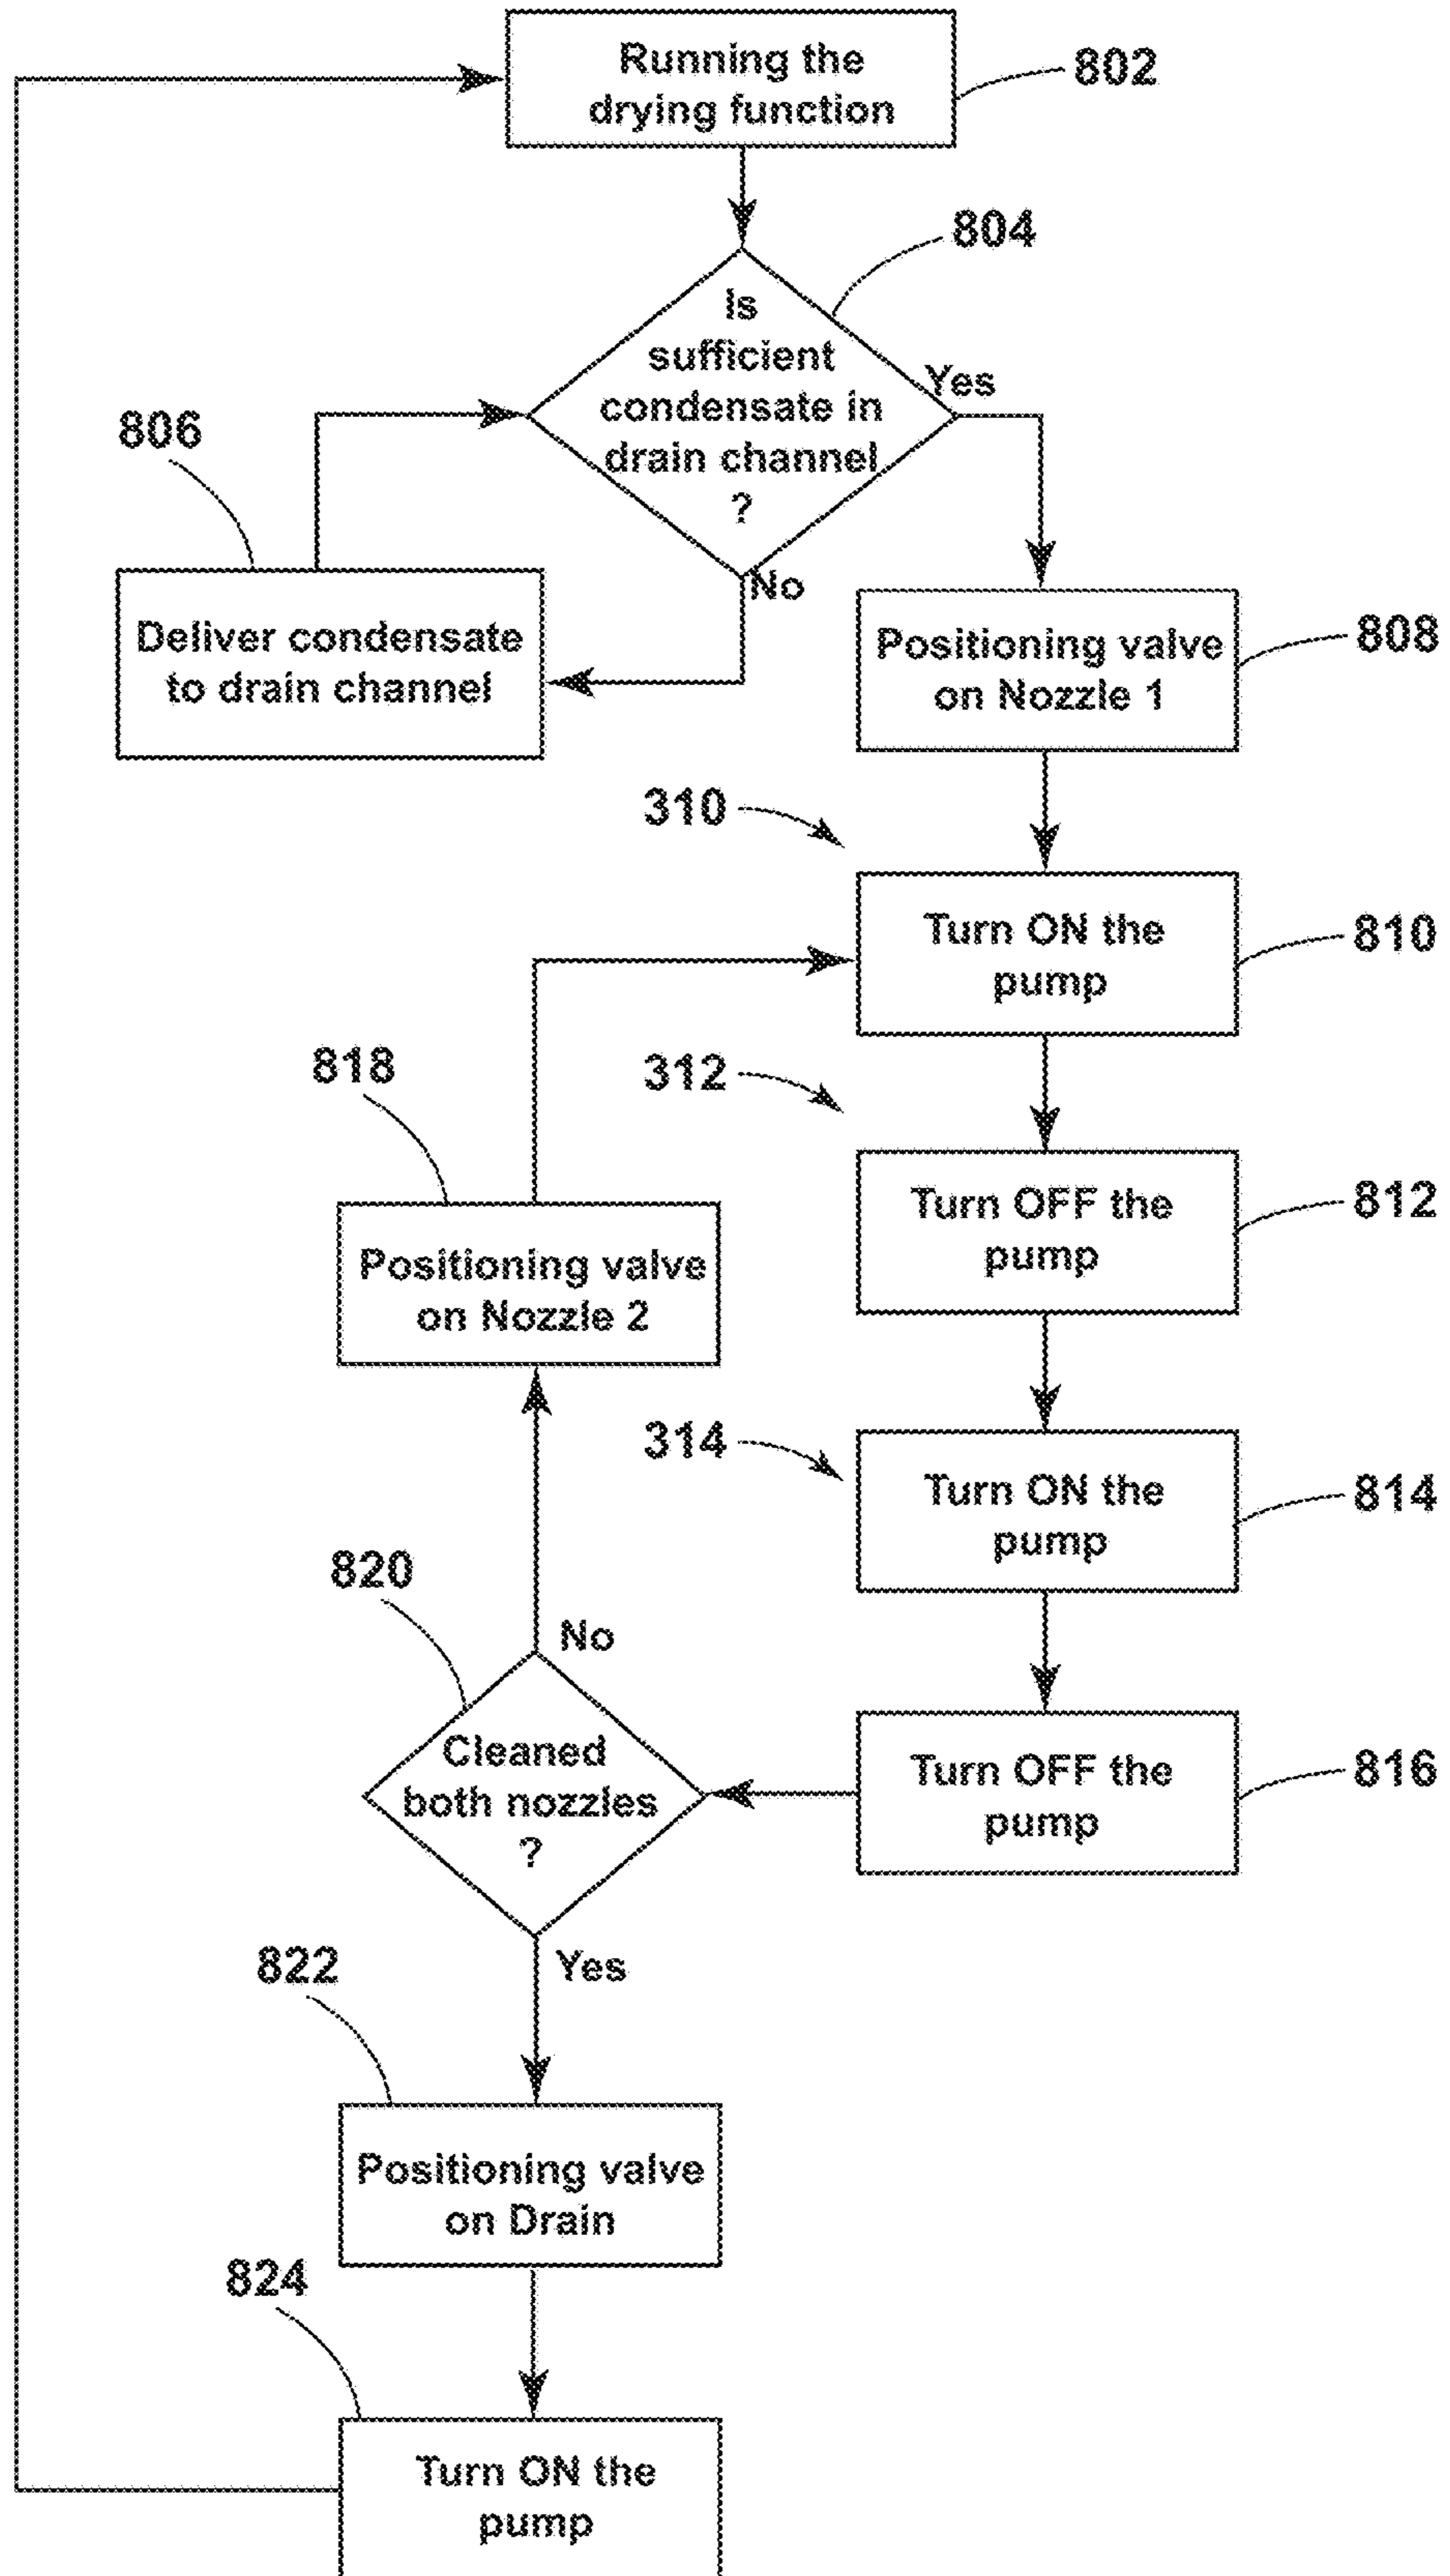 Running the
drying function
802
804
Is
sufficient
condensate in
drain channel
?
Yes
No
806
Deliver condensate
to drain channel
Positioning valve
on Nozzle 1
808
310
Turn ON the
pump
810
312
Turn OFF the
pump
812
818
Positioning valve
on Nozzle 2
314
Turn ON the
pump
814
820
No
Cleaned
both nozzles
?
Yes
Turn OFF the
pump
816
822
Positioning valve
on Drain
824
Turn ON the
pump